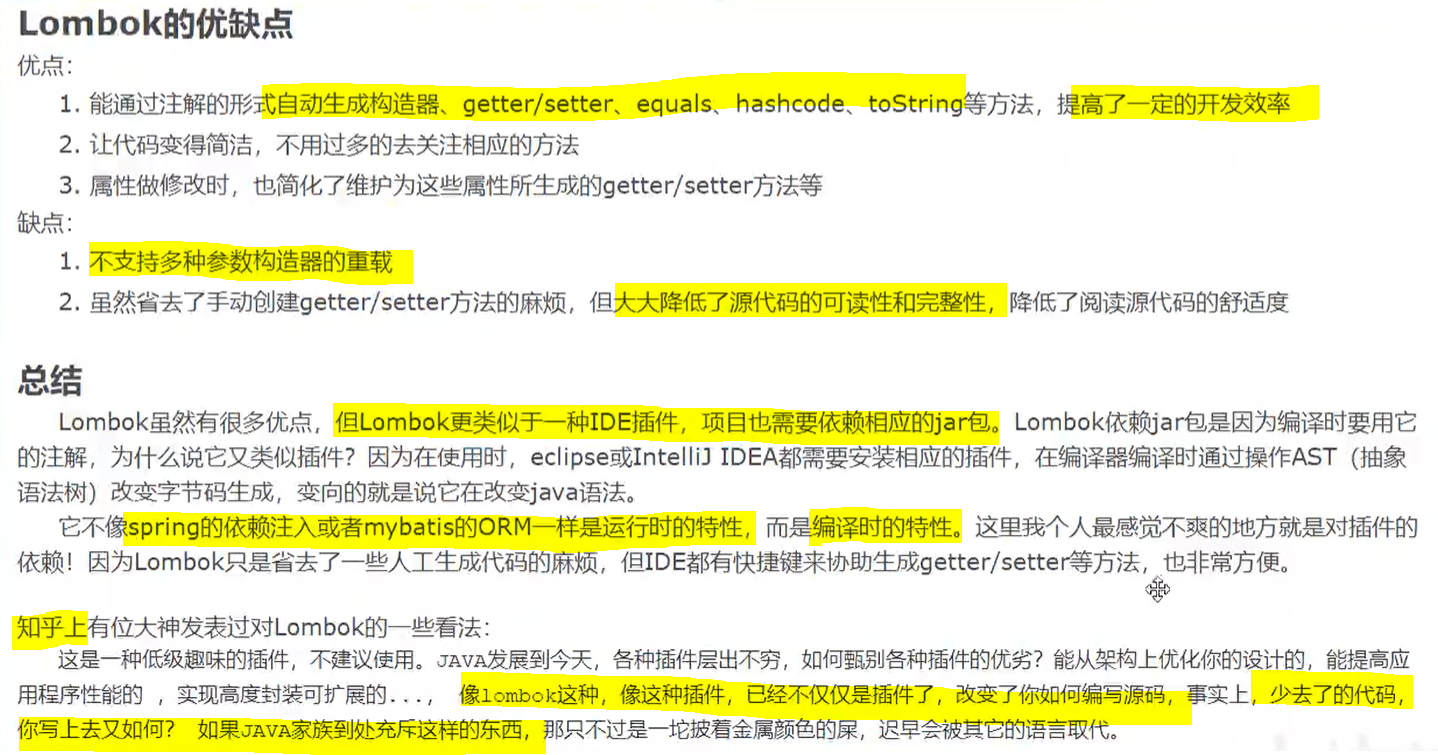 Lombok的优缺点
优点：
1. 能通过注解的形式自动生成构造器、getter/setter、equals、hashcode、toString等方法，提高了一定的开发效率
2. 让代码变得简洁，不用过多的去关注相应的方法
3. 属性做修改时，也简化了维护为这些属性所生成的getter/setter方法等
缺点：
1. 不支持多种参数构造器的重载
2. 虽然省去了手动创建getter/setter方法的麻烦，但大大降低了源代码的可读性和完整性，降低了阅读源代码的舒适度
总结
Lombok虽然有很多优点，但Lombok更类似于一种IDE插件，项目也需要依赖相应的jar包。Lombok依赖jar包是因为编译时要用它
的注解，为什么说它又类似插件？因为在使用时，eclipse或IntelliJ IDEA都需要安装相应的插件，在编译器编译时通过操作AST（抽象
语法树）改变字节码生成，变向的就是说它在改变java语法。
它不像spring的依赖注入或者mybatis的ORM一样是运行时的特性，而是编译时的特性。这里我个人最感觉不爽的地方就是对插件的
依赖！因为Lombok只是省去了一些人工生成代码的麻烦，但IDE都有快捷键来协助生成getter/setter等方法，也非常方便。
知乎上有位大神发表过对Lombok的一些看法：
这是一种低级趣味的插件，不建议使用。JAVA发展到今天，各种插件层出不穷，如何甄别各种插件的优劣？能从架构上优化你的设计的，能提高应
用程序性能的 ，实现高度封装可扩展的...， 像lombok这种，像这种插件，已经不仅仅是插件了，改变了你如何编写源码，事实上，少去了的代码，
你写上去又如何？ 如果JAVA家族到处充斥这样的东西，那只不过是一坨披着金属颜色的屎，迟早会被其它的语言取代。